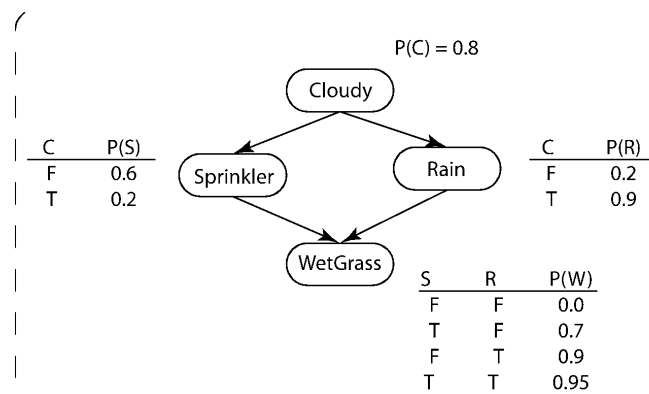 P(C) = 0.8
Cloudy
C P(S)
F 0.6
T 0.2
Sprinkler
Rain
C P(R)
F 0.2
T 0.9
WetGrass
S R P(W)
F F 0.0
T F 0.7
F T 0.9
T T 0.95